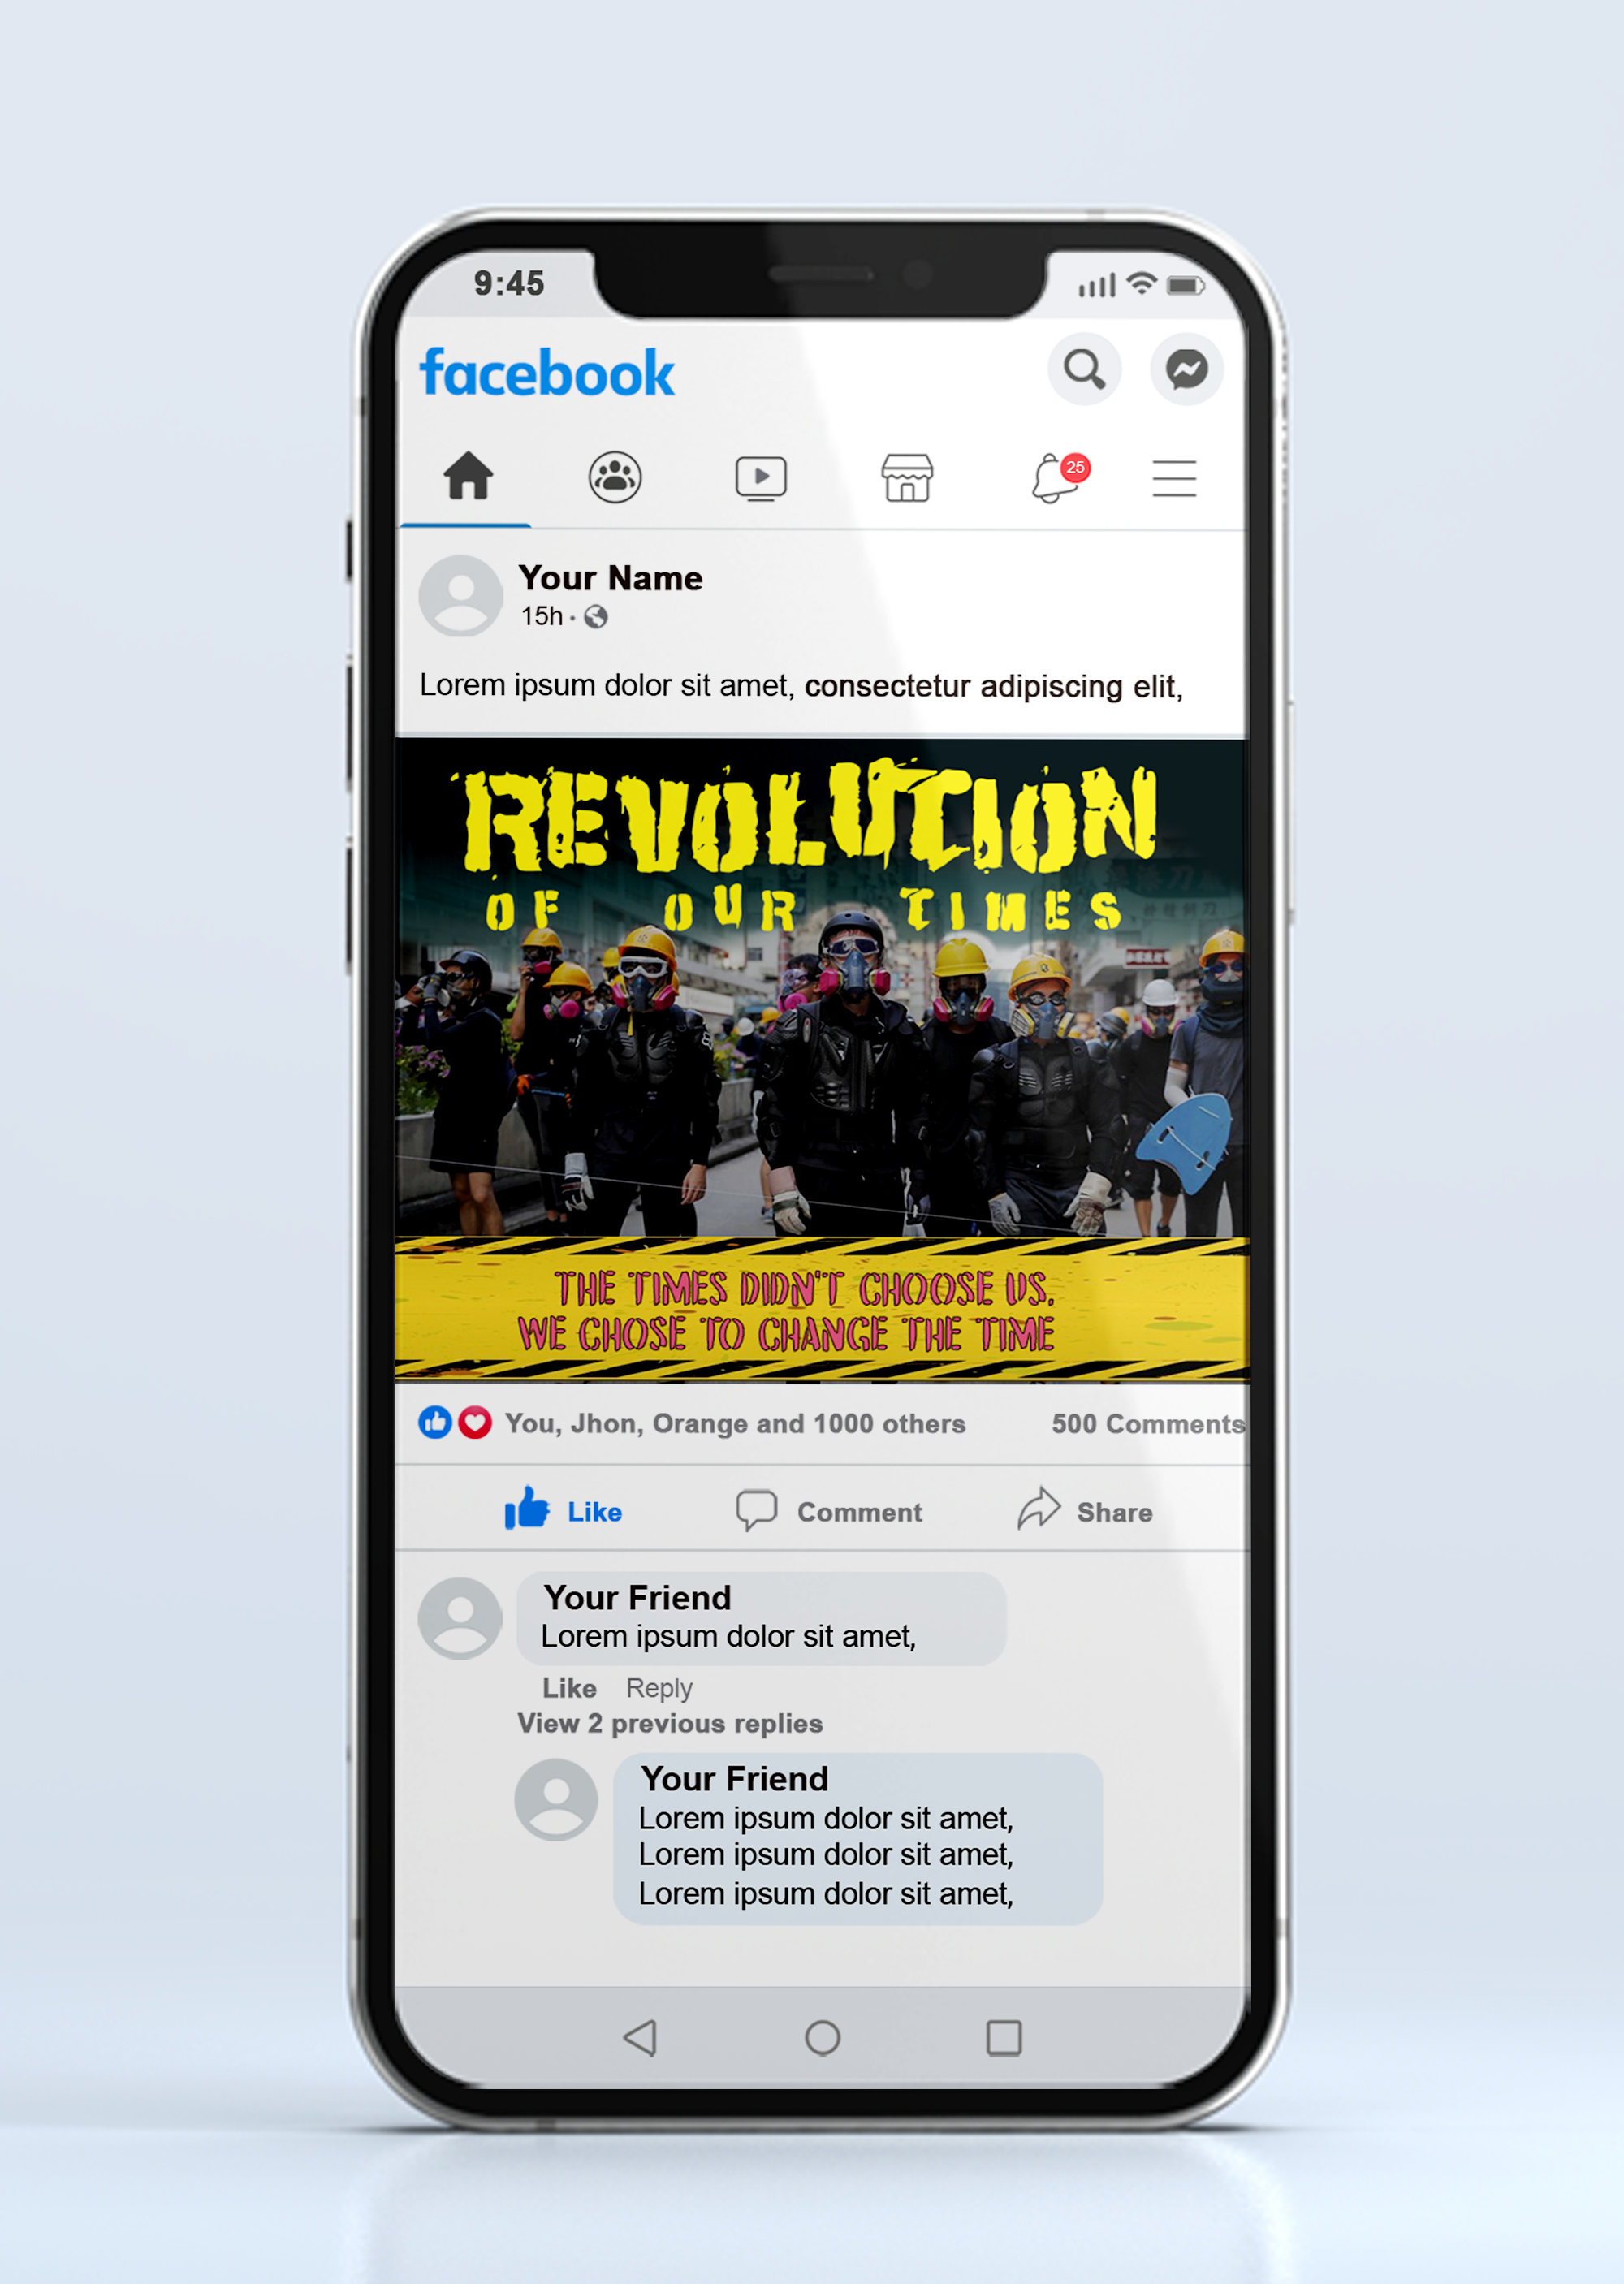 9:45
facebook
25
Your Name
15h ·
Lorem ipsum dolor sit amet, consectetur adipiscing elit,
REVOLUTION
OF OUR TIMES
THE TIMES DIDN'T CHOOSE US,
WE CHOSE TO CHANGE THE TIME
You, Jhon, Orange and 1000 others 500 Comments
Like Comment Share
Your Friend
Lorem ipsum dolor sit amet,
Like Reply
View 2 previous replies
Your Friend
Lorem ipsum dolor sit amet,
Lorem ipsum dolor sit amet,
Lorem ipsum dolor sit amet,